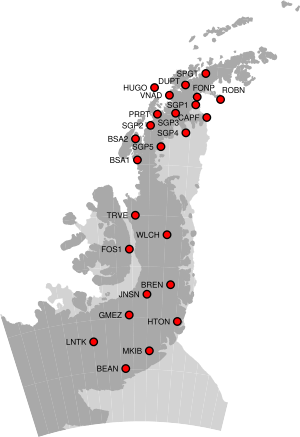 SPGT
DUPT
HUGO
FONP
ROBN
VNAD
SGP1
PRPT
CAPF
SGP3
SGP2
SGP4
BSA2
SGP5
BSA1
TRVE
WLCH
FOS1
BREN
JNSN
GMEZ
HTON
LNTK
MKIB
BEAN